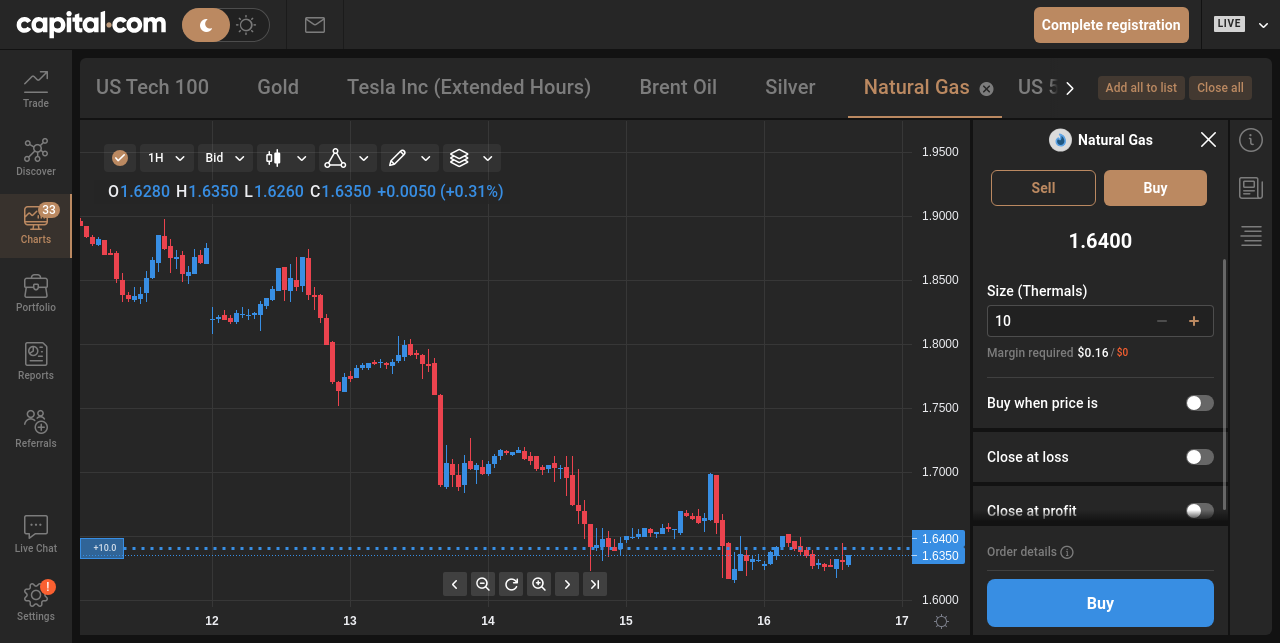 capital.com
Complete registration
LIVE
Trade
Discover
33
Charts
Portfolio
Reports
Referrals
Live Chat
!
Settings
US Tech 100
Gold
Tesla Inc (Extended Hours)
Brent Oil
Silver
Natural Gas
US 5
Add all to list
Close all
1H
Bid
O1.6280 H1.6350 L1.6260 C1.6350 +0.0050 (+0.31%)
1.9500
1.9000
1.8500
1.8000
1.7500
1.7000
1.6400
1.6350
1.6000
+10.0
12
13
14
15
16
17
Natural Gas
Sell
Buy
1.6400
Size (Thermals)
10
Margin required $0.16 / $0
Buy when price is
Close at loss
Close at profit
Order details
Buy